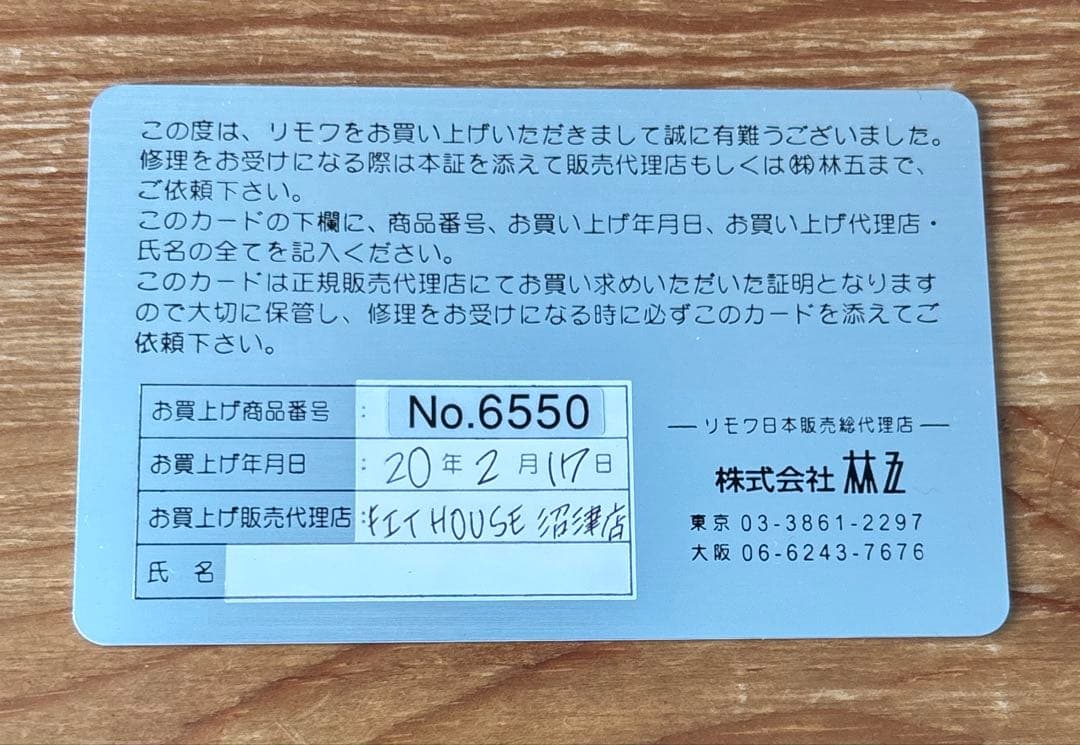 この度は、リモワをお買い上げいただきまして誠に有難うございました。
修理をお受けになる際は本証を添えて販売代理店もしくは㈱林五まで、
ご依頼下さい。
このカードの下欄に、商品番号、お買い上げ年月日、お買い上げ代理店・
氏名の全てを記入ください。
このカードは正規販売代理店にてお買い求めいただいた証明となります
ので大切に保管し、修理をお受けになる時に必ずこのカードを添えてご
依頼下さい。
お買上げ商品番号 : No.6550
お買上げ年月日 : 20年2月17日
お買上げ販売代理店 : HOUSE 沼津店
氏 名
リモワ日本販売総代理店
株式会社 林五
東京 03-3861-2297
大阪 06-6243-7676